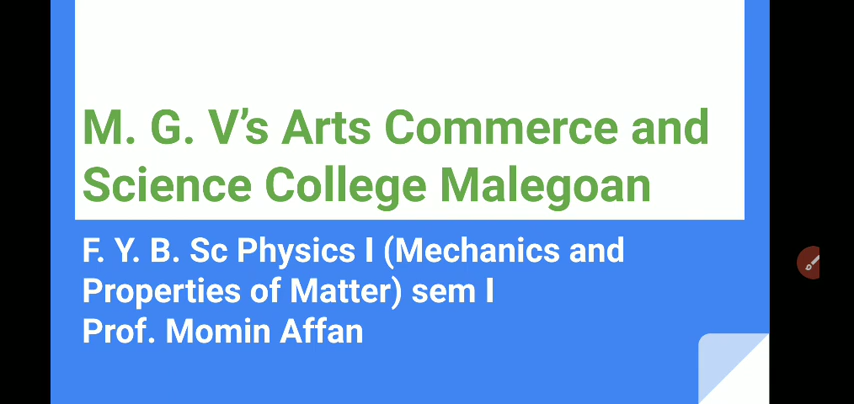 M. G. V’s Arts Commerce and
Science College Malegoan
F. Y. B. Sc Physics I (Mechanics and
Properties of Matter) sem I
Prof. Momin Affan